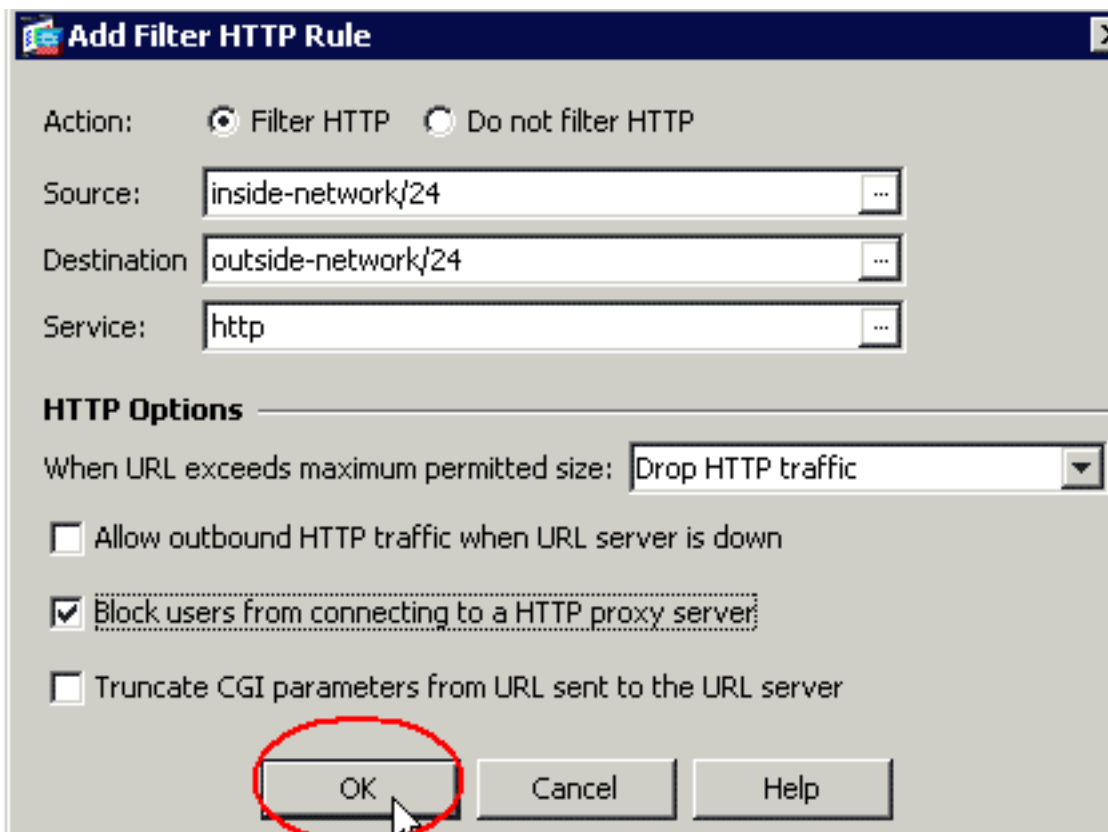 Add Filter HTTP Rule
Action: Filter HTTP Do not filter HTTP
Source: inside-network/24 ...
Destination outside-network/24 ...
Service: http ...
HTTP Options
When URL exceeds maximum permitted size: Drop HTTP traffic
Allow outbound HTTP traffic when URL server is down
Block users from connecting to a HTTP proxy server
Truncate CGI parameters from URL sent to the URL server
OK Cancel Help